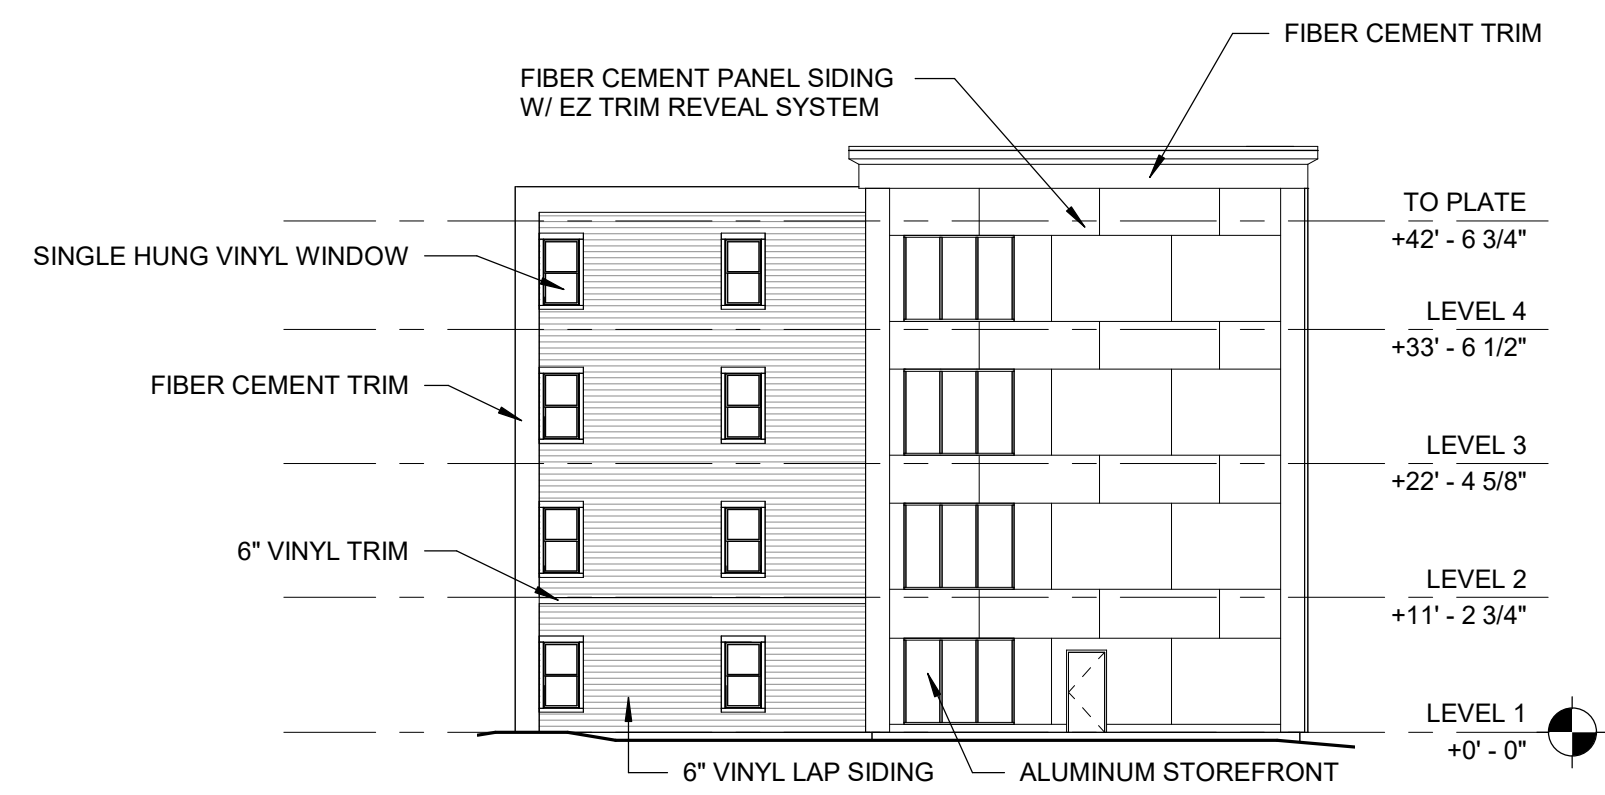 FIBER CEMENT TRIM
FIBER CEMENT PANEL SIDING
W/ EZ TRIM REVEAL SYSTEM
TO PLATE
+42' - 6 3/4"
SINGLE HUNG VINYL WINDOW
LEVEL 4
+33' - 6 1/2"
FIBER CEMENT TRIM
LEVEL 3
+22' - 4 5/8"
6" VINYL TRIM
LEVEL 2
+11' - 2 3/4"
LEVEL 1
+0' - 0"
6" VINYL LAP SIDING
ALUMINUM STOREFRONT